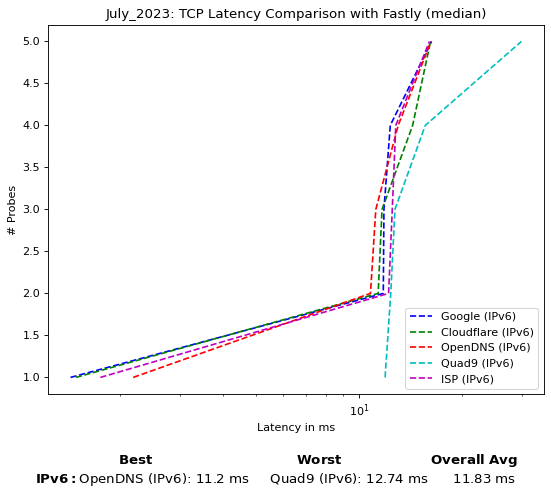 July_2023: TCP Latency Comparison with Fastly (median)
5.0
4.5
4.0
3.5
3.0
2.5
2.0
1.5
1.0
# Probes
Google (IPv6)
Cloudflare (IPv6)
OpenDNS (IPv6)
Quad9 (IPv6)
ISP (IPv6)
10¹
Latency in ms
Best Worst Overall Avg
IPv6: OpenDNS (IPv6): 11.2 ms Quad9 (IPv6): 12.74 ms 11.83 ms